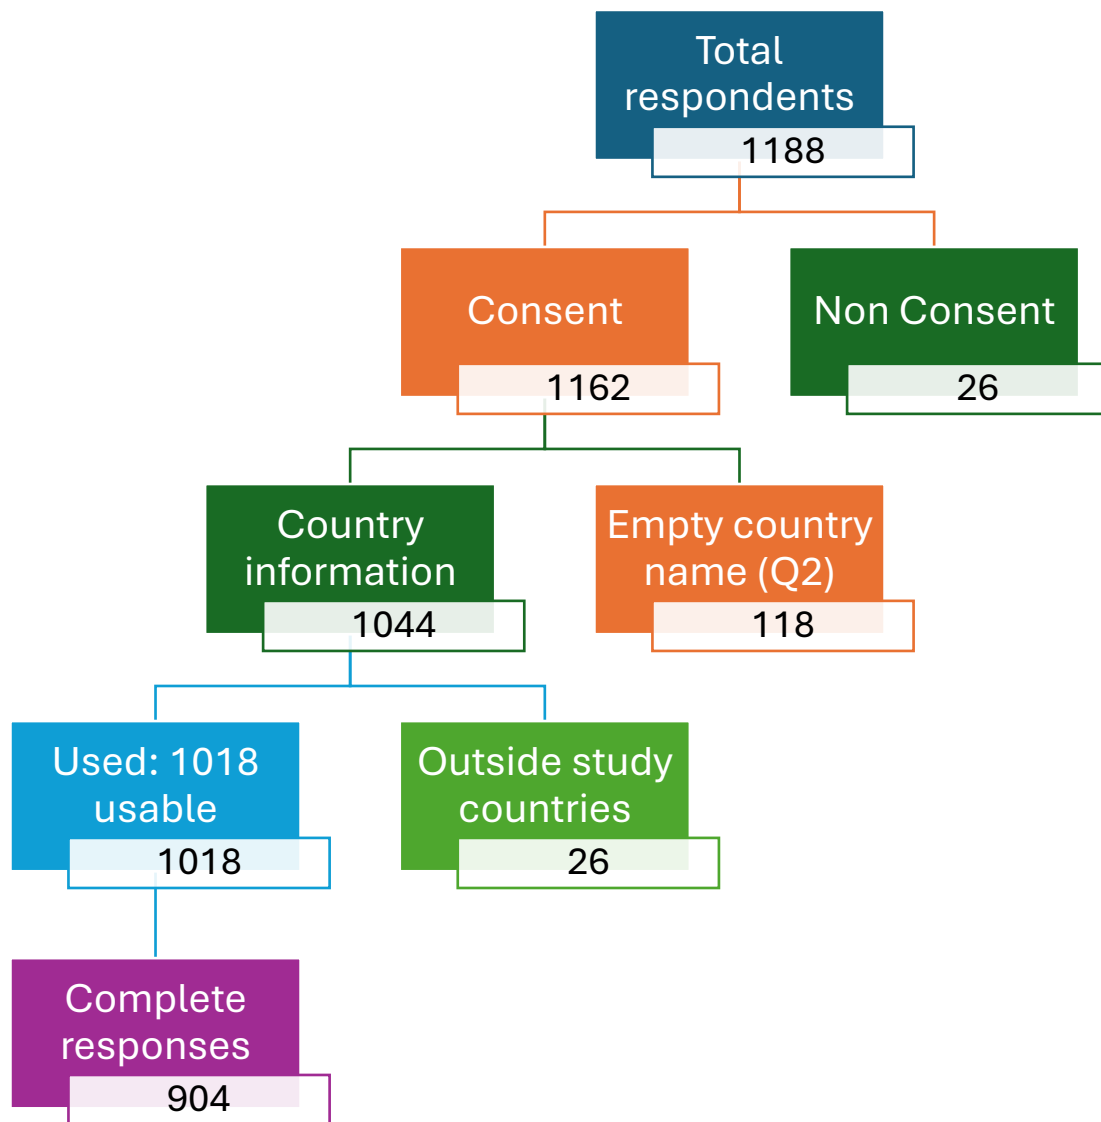 Total
respondents
1188
Consent
1162
Non Consent
26
Country
information
1044
Empty country
name (Q2)
118
Used: 1018
usable
1018
Outside study
countries
26
Complete
responses
904